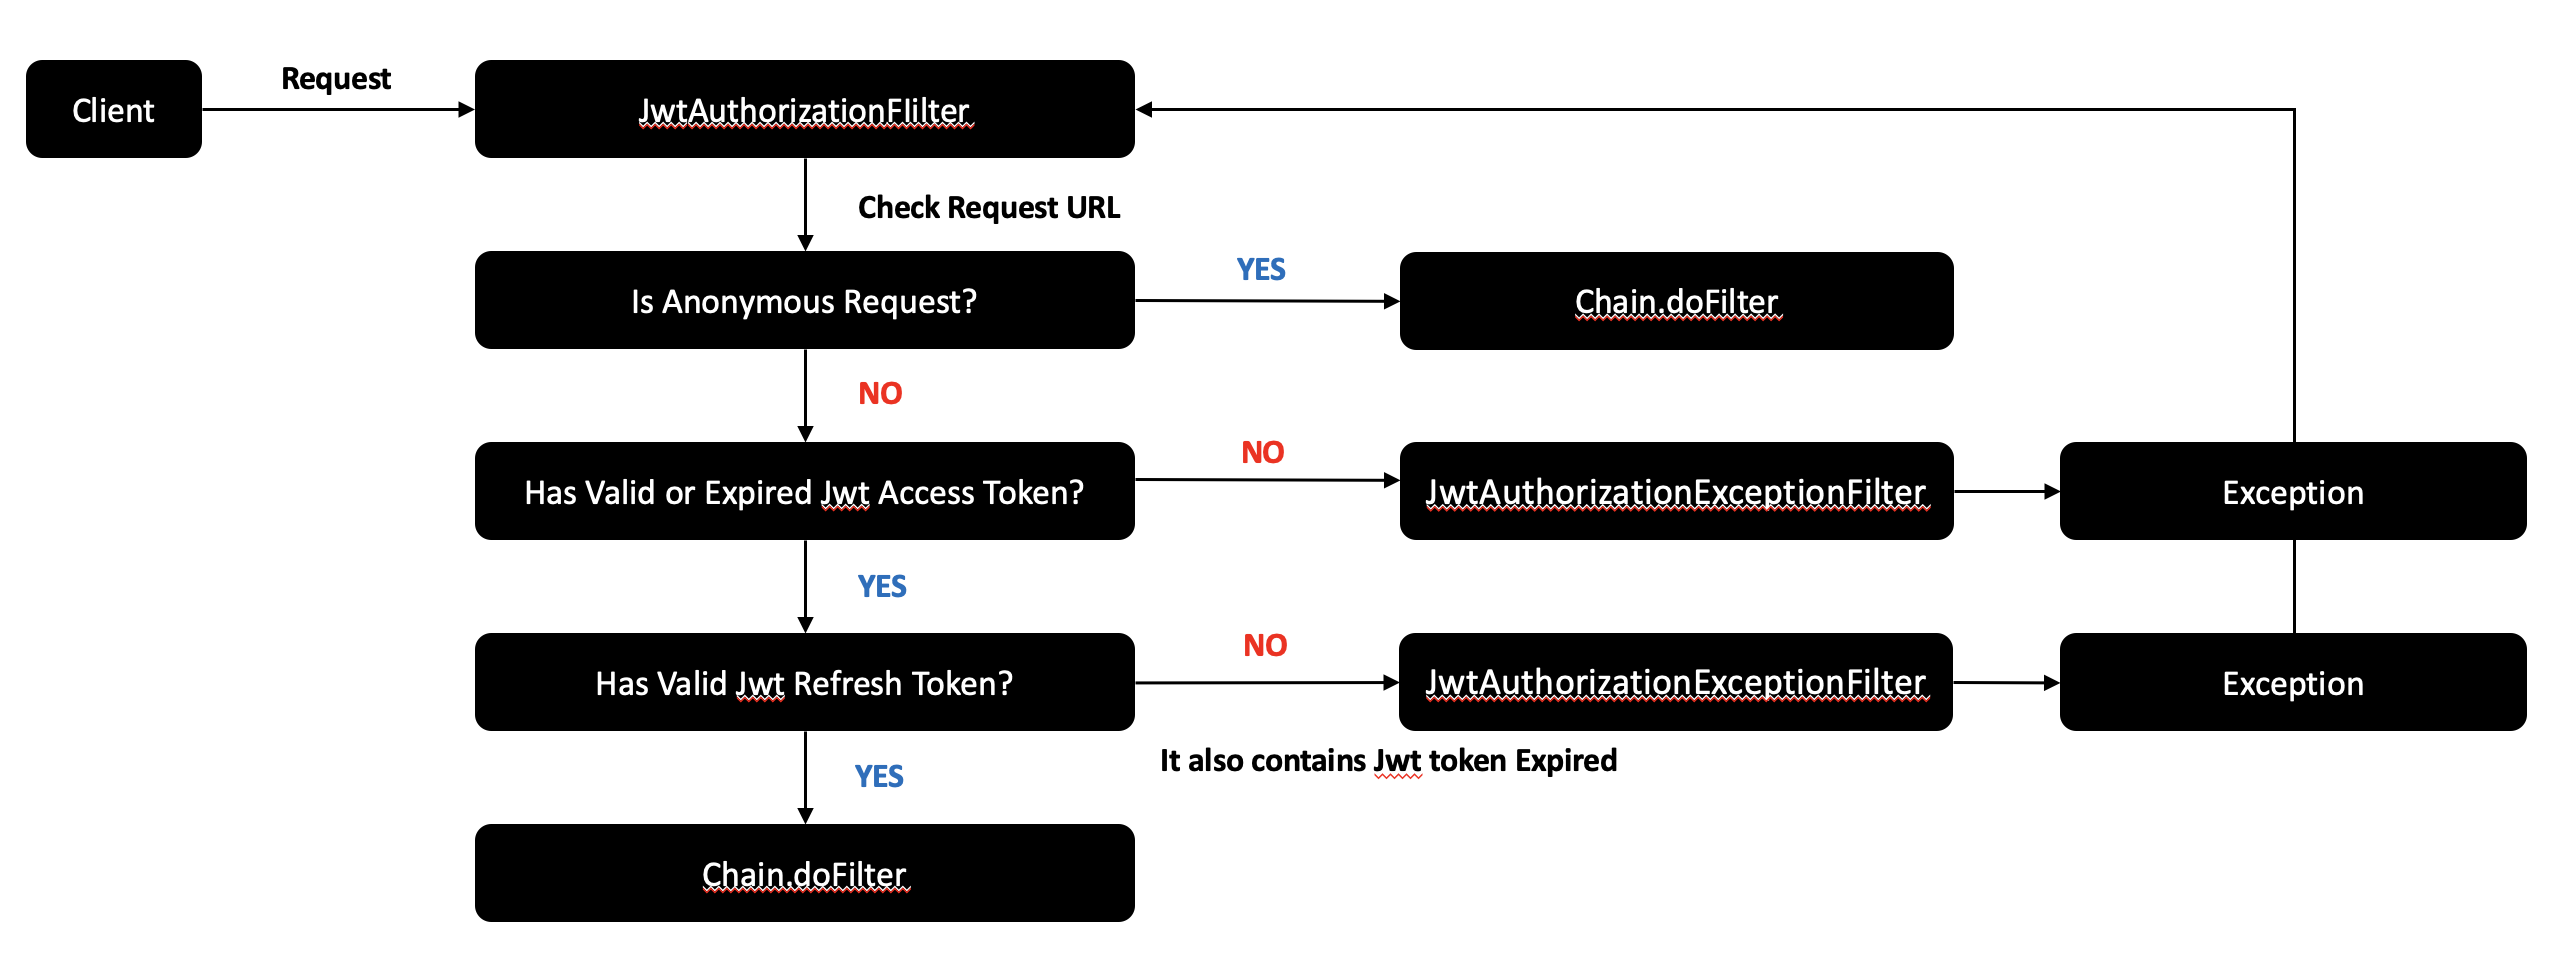 Client
Request
JwtAuthorizationFIilter
Check Request URL
Is Anonymous Request?
YES
Chain.doFilter
NO
Has Valid or Expired Jwt Access Token?
NO
JwtAuthorizationExceptionFilter
Exception
YES
Has Valid Jwt Refresh Token?
NO
JwtAuthorizationExceptionFilter
Exception
It also contains Jwt token Expired
YES
Chain.doFilter